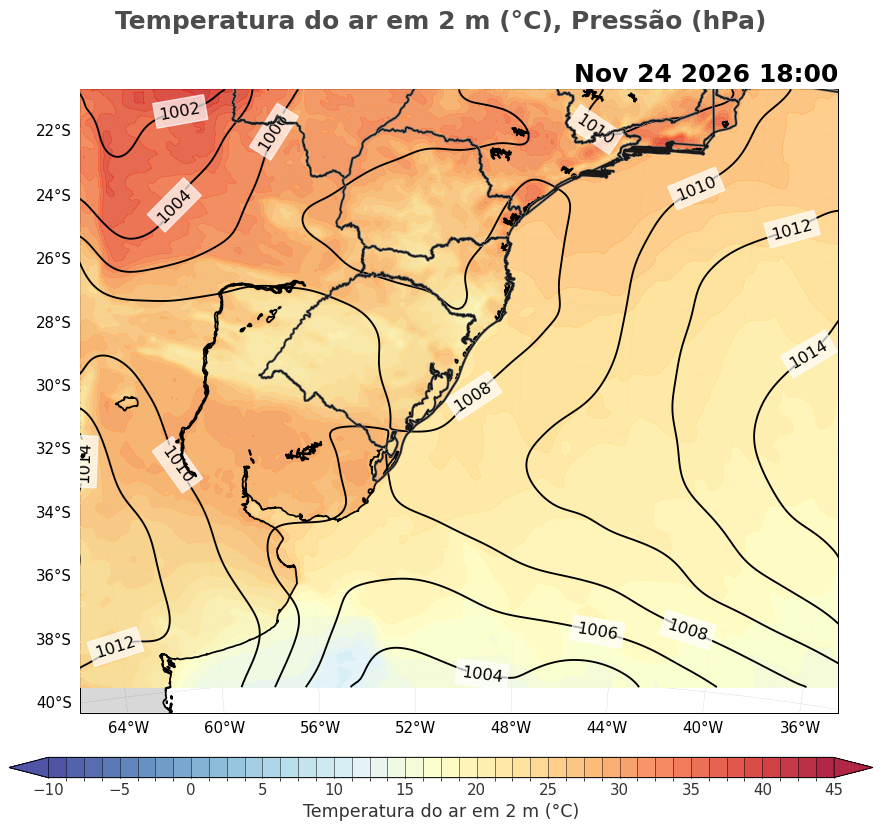 Temperatura do ar em 2 m (°C), Pressão (hPa)
Nov 24 2026 18:00
1002
1006
1010
22°S
1004
1010
24°S
1012
26°S
28°S
1014
30°S
1008
32°S
1014
1010
34°S
36°S
1006
1008
38°S
1012
1004
40°S
64°W 60°W 56°W 52°W 48°W 44°W 40°W 36°W
−10 −5 0 5 10 15 20 25 30 35 40 45
Temperatura do ar em 2 m (°C)